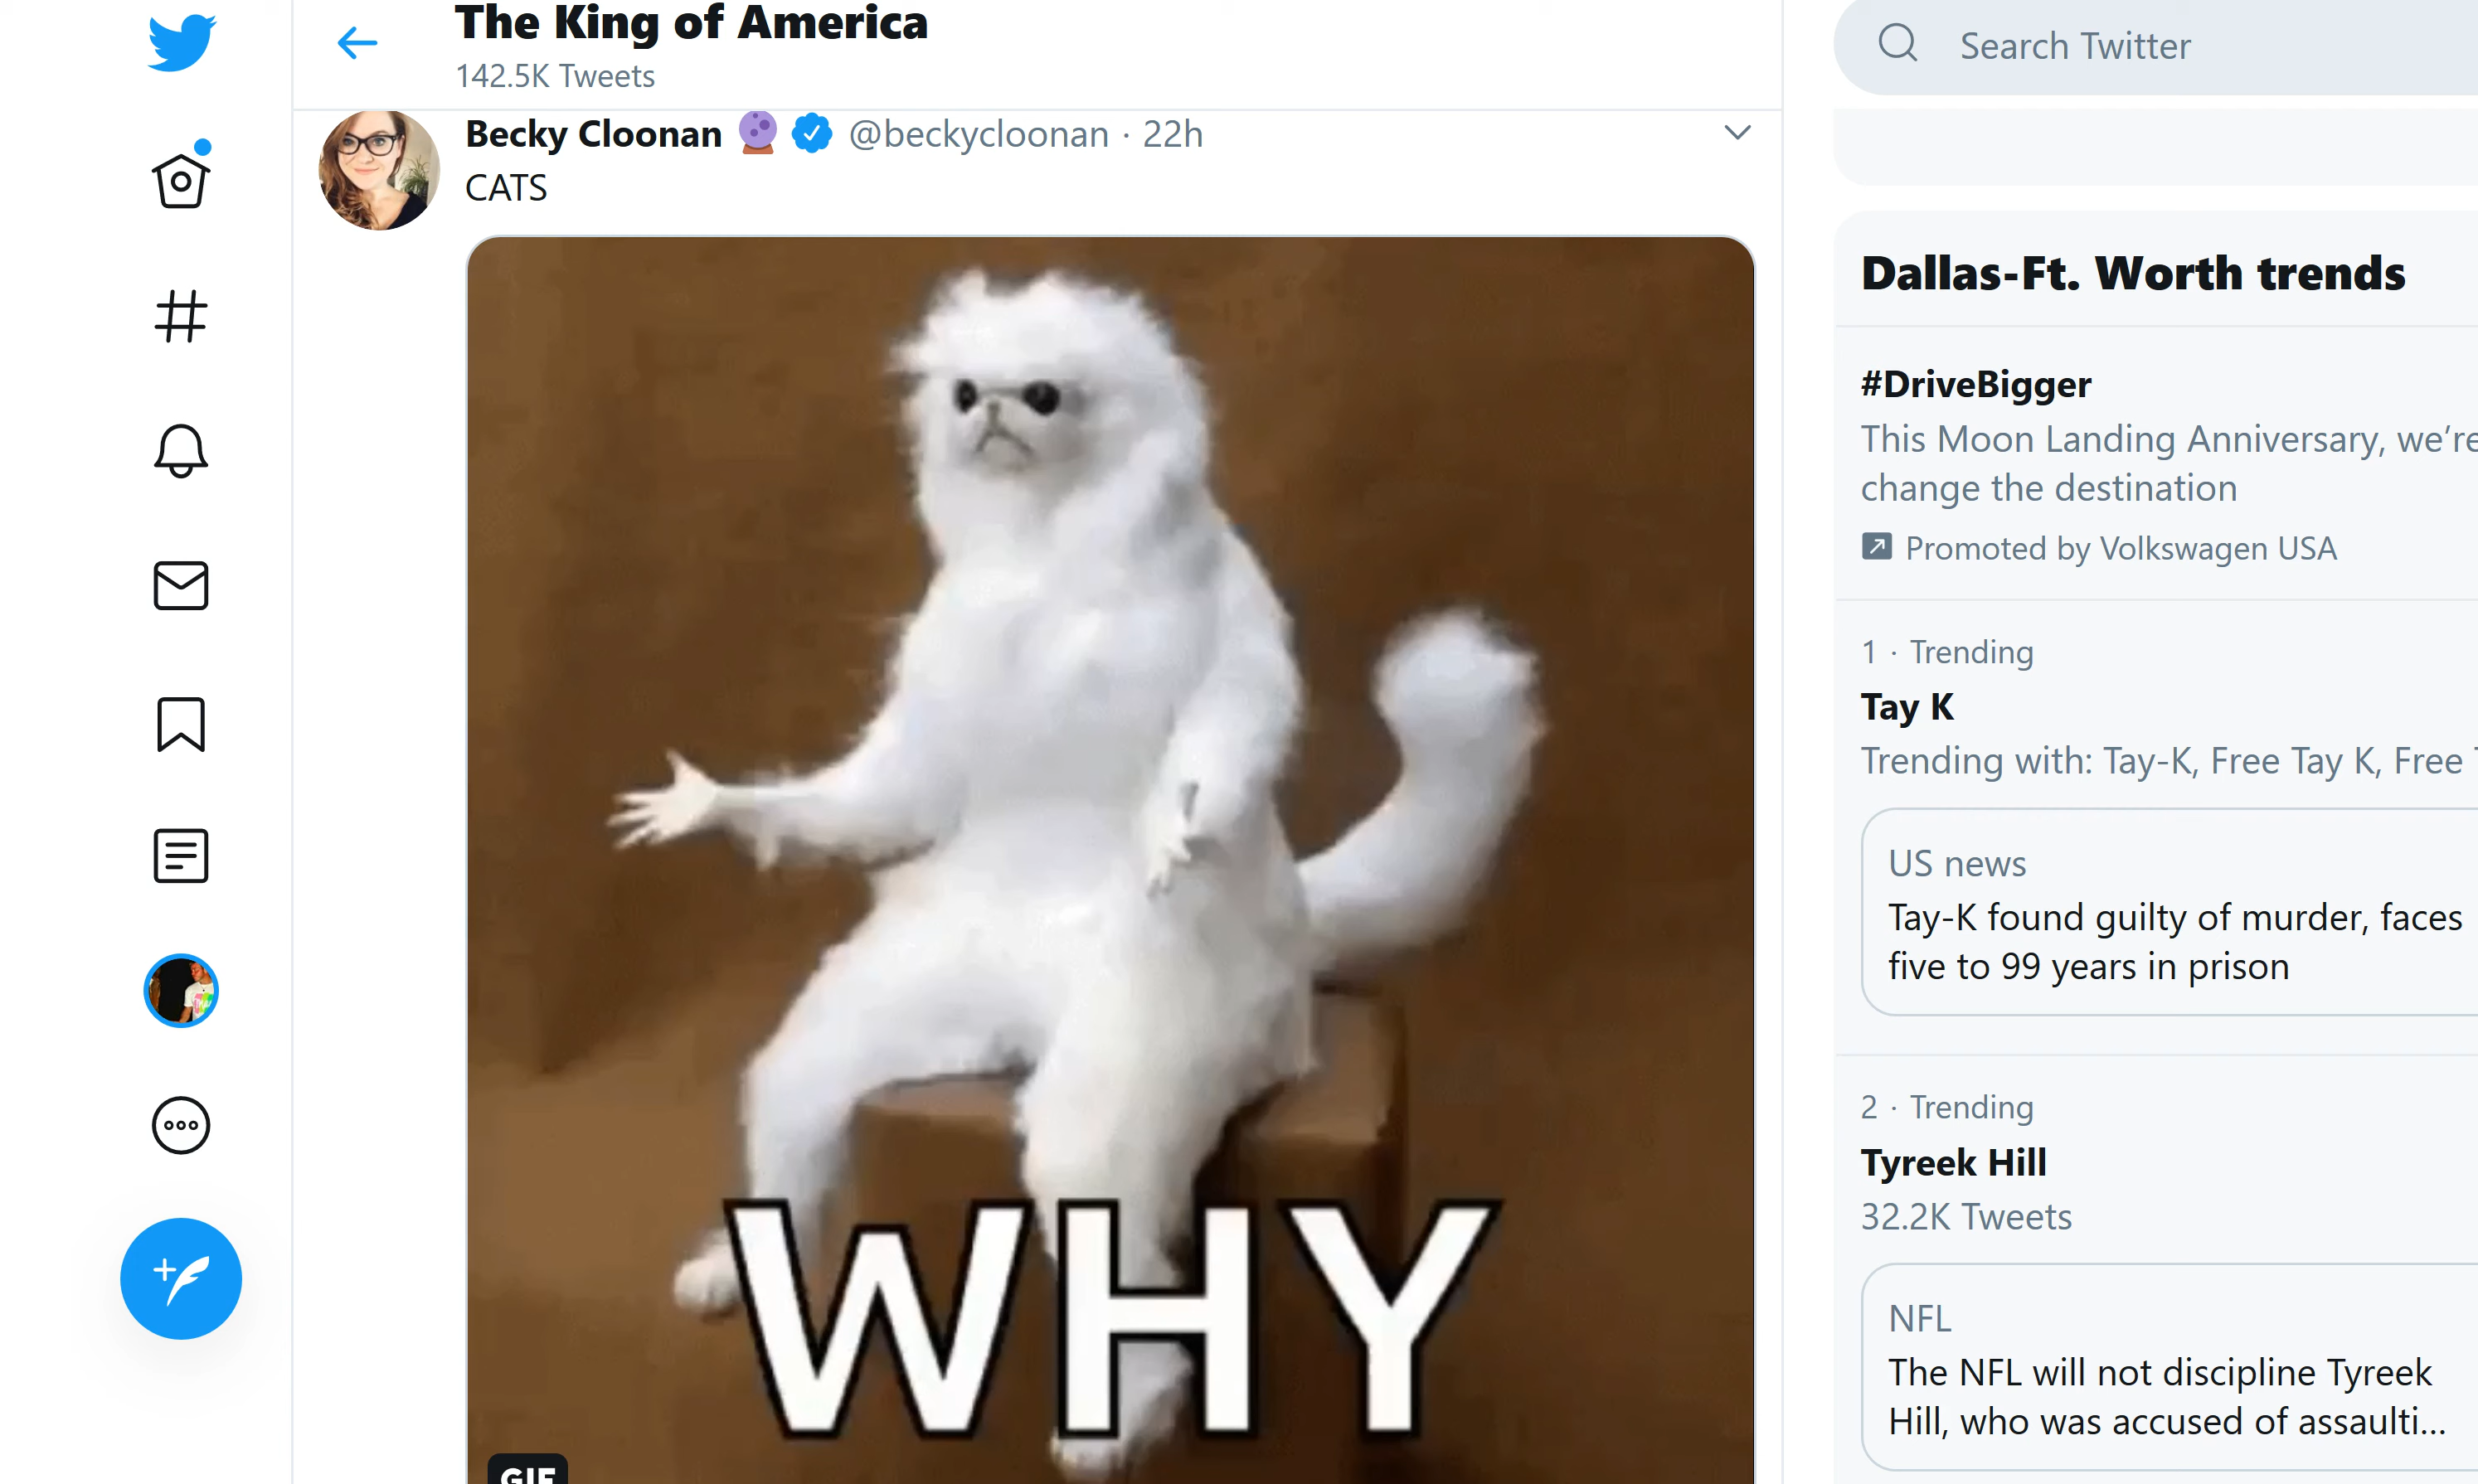 The King of America
142.5K Tweets
Becky Cloonan @beckycloonan · 22h
CATS
WHY
GIF
Search Twitter
Dallas-Ft. Worth trends
#DriveBigger
This Moon Landing Anniversary, we’re
change the destination
Promoted by Volkswagen USA
1 · Trending
Tay K
Trending with: Tay-K, Free Tay K, Free
US news
Tay-K found guilty of murder, faces
five to 99 years in prison
2 · Trending
Tyreek Hill
32.2K Tweets
NFL
The NFL will not discipline Tyreek
Hill, who was accused of assaulti...